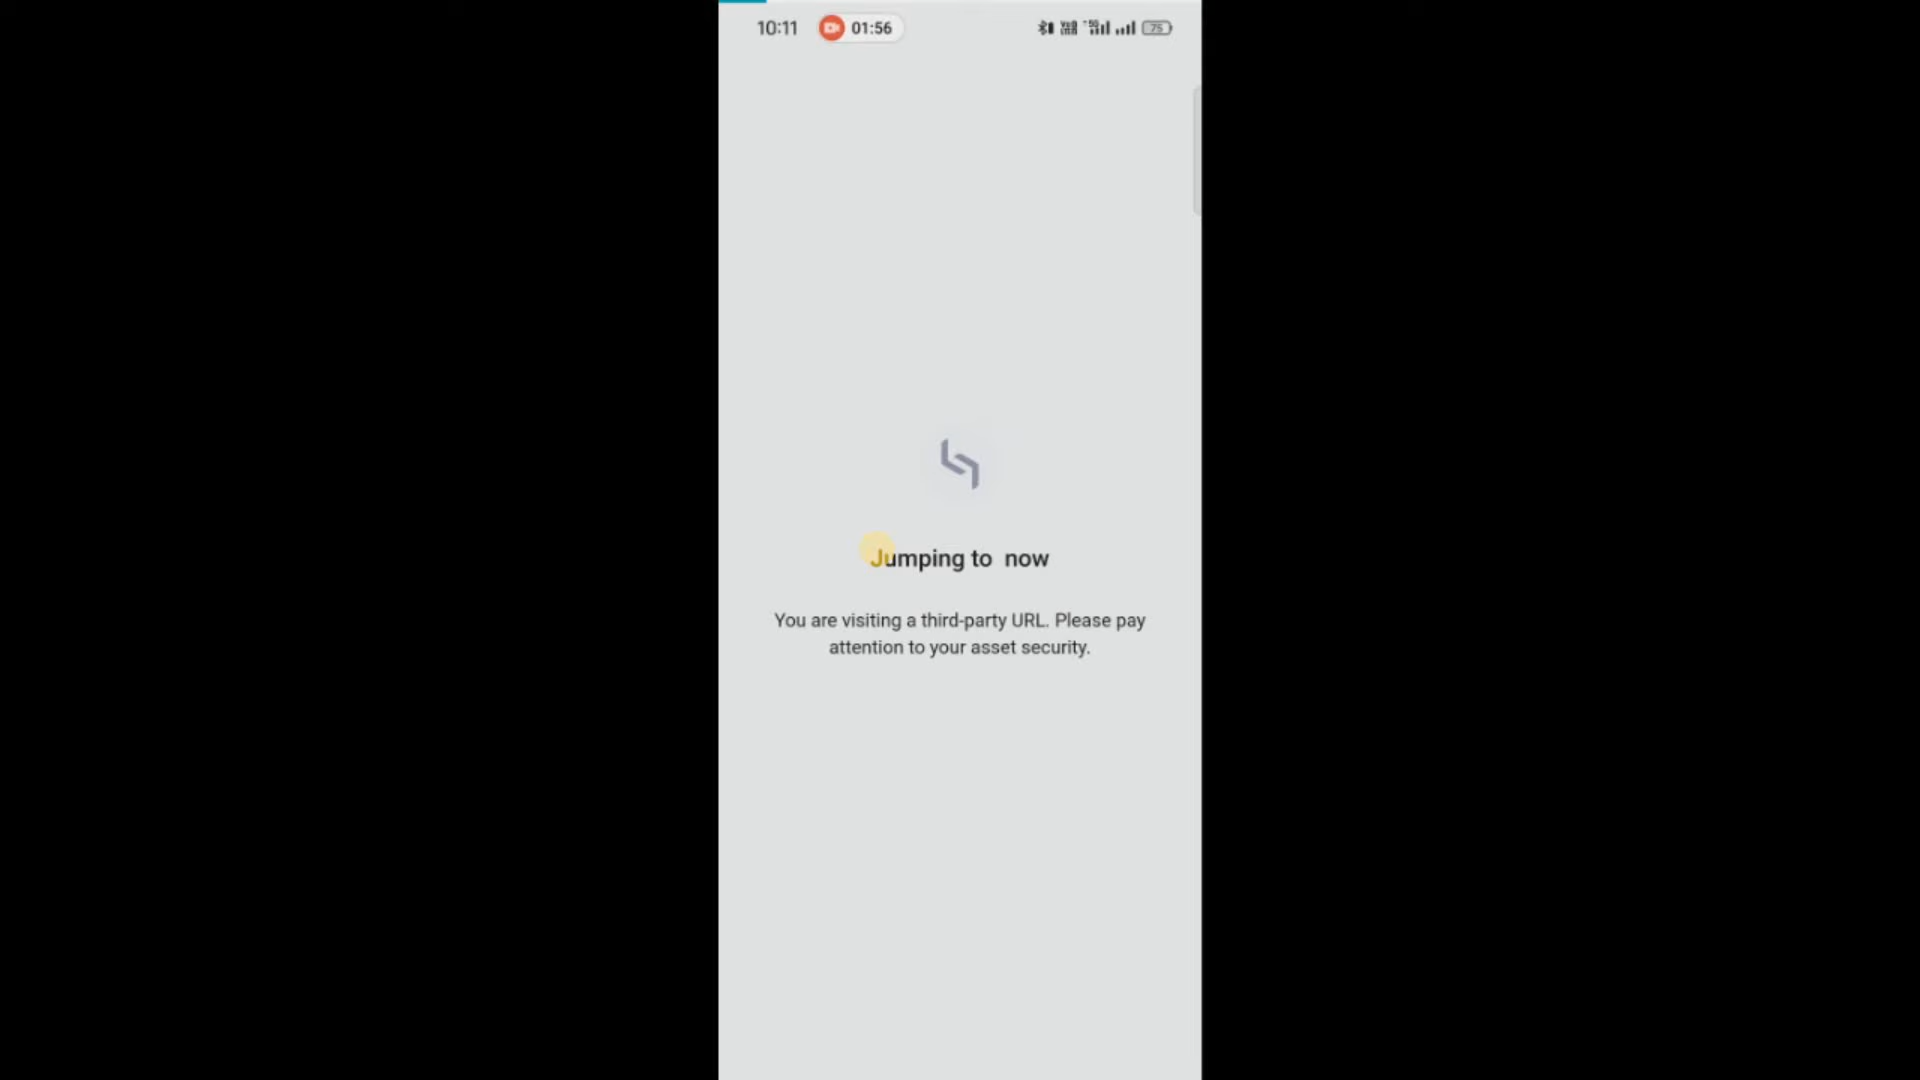 10:11
01:56
75
Jumping to  now
You are visiting a third-party URL. Please pay
attention to your asset security.